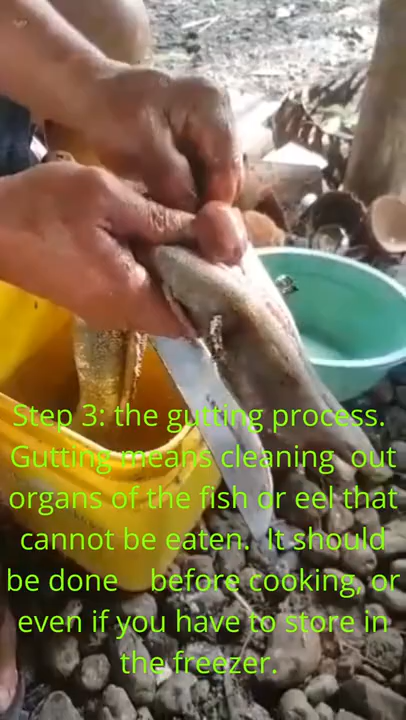 Step 3: the gutting process.
Gutting means cleaning out
organs of the fish or eel that
cannot be eaten. It should
be done before cooking, or
even if you have to store in
the freezer.